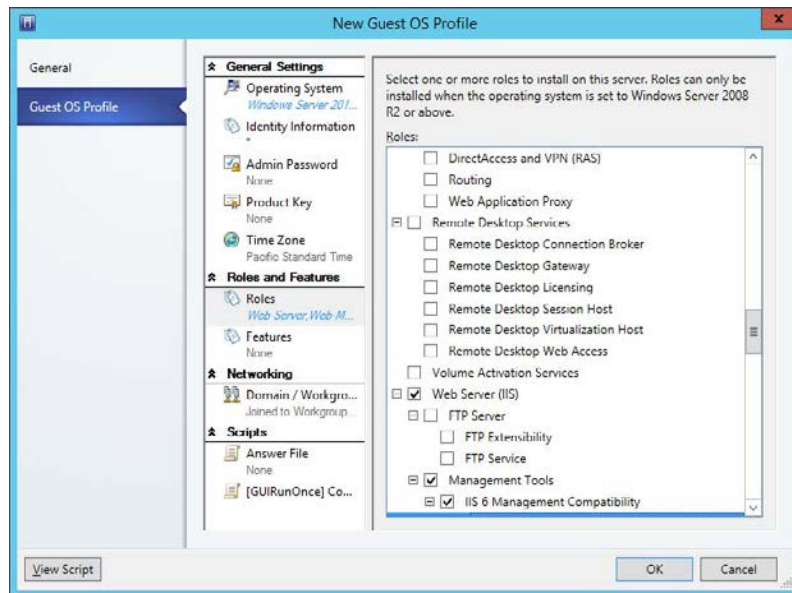 New Guest OS Profile
x
General
Guest OS Profile
General Settings
Operating System
Windows Server 201...
Identity Information
*
Admin Password
None
Product Key
None
Time Zone
Pacific Standard Time
Roles and Features
Roles
Web Server, Web-M...
Features
None
Networking
Domain / Workgro...
Joined to Workgroup...
Scripts
Answer File
None
[GUIRunOnce] Co...
Select one or more roles to install on this server. Roles can only be
installed when the operating system is set to Windows Server 2008
R2 or above.
Roles:
DirectAccess and VPN (RAS)
Routing
Web Application Proxy
Remote Desktop Services
Remote Desktop Connection Broker
Remote Desktop Gateway
Remote Desktop Licensing
Remote Desktop Session Host
Remote Desktop Virtualization Host
Remote Desktop Web Access
Volume Activation Services
Web Server (IIS)
FTP Server
FTP Extensibility
FTP Service
Management Tools
IIS 6 Management Compatibility
View Script
OK
Cancel